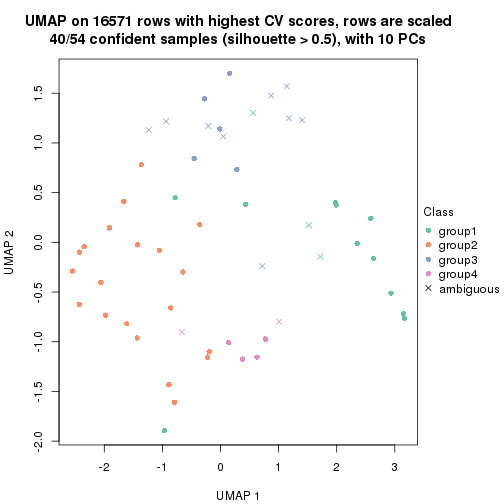 UMAP on 16571 rows with highest CV scores, rows are scaled
40/54 confident samples (silhouette > 0.5), with 10 PCs
1.5
1.0
0.5
0.0
-0.5
-1.0
-1.5
-2.0
UMAP 2
-2
-1
0
1
2
3
UMAP 1
Class
group1
group2
group3
group4
ambiguous